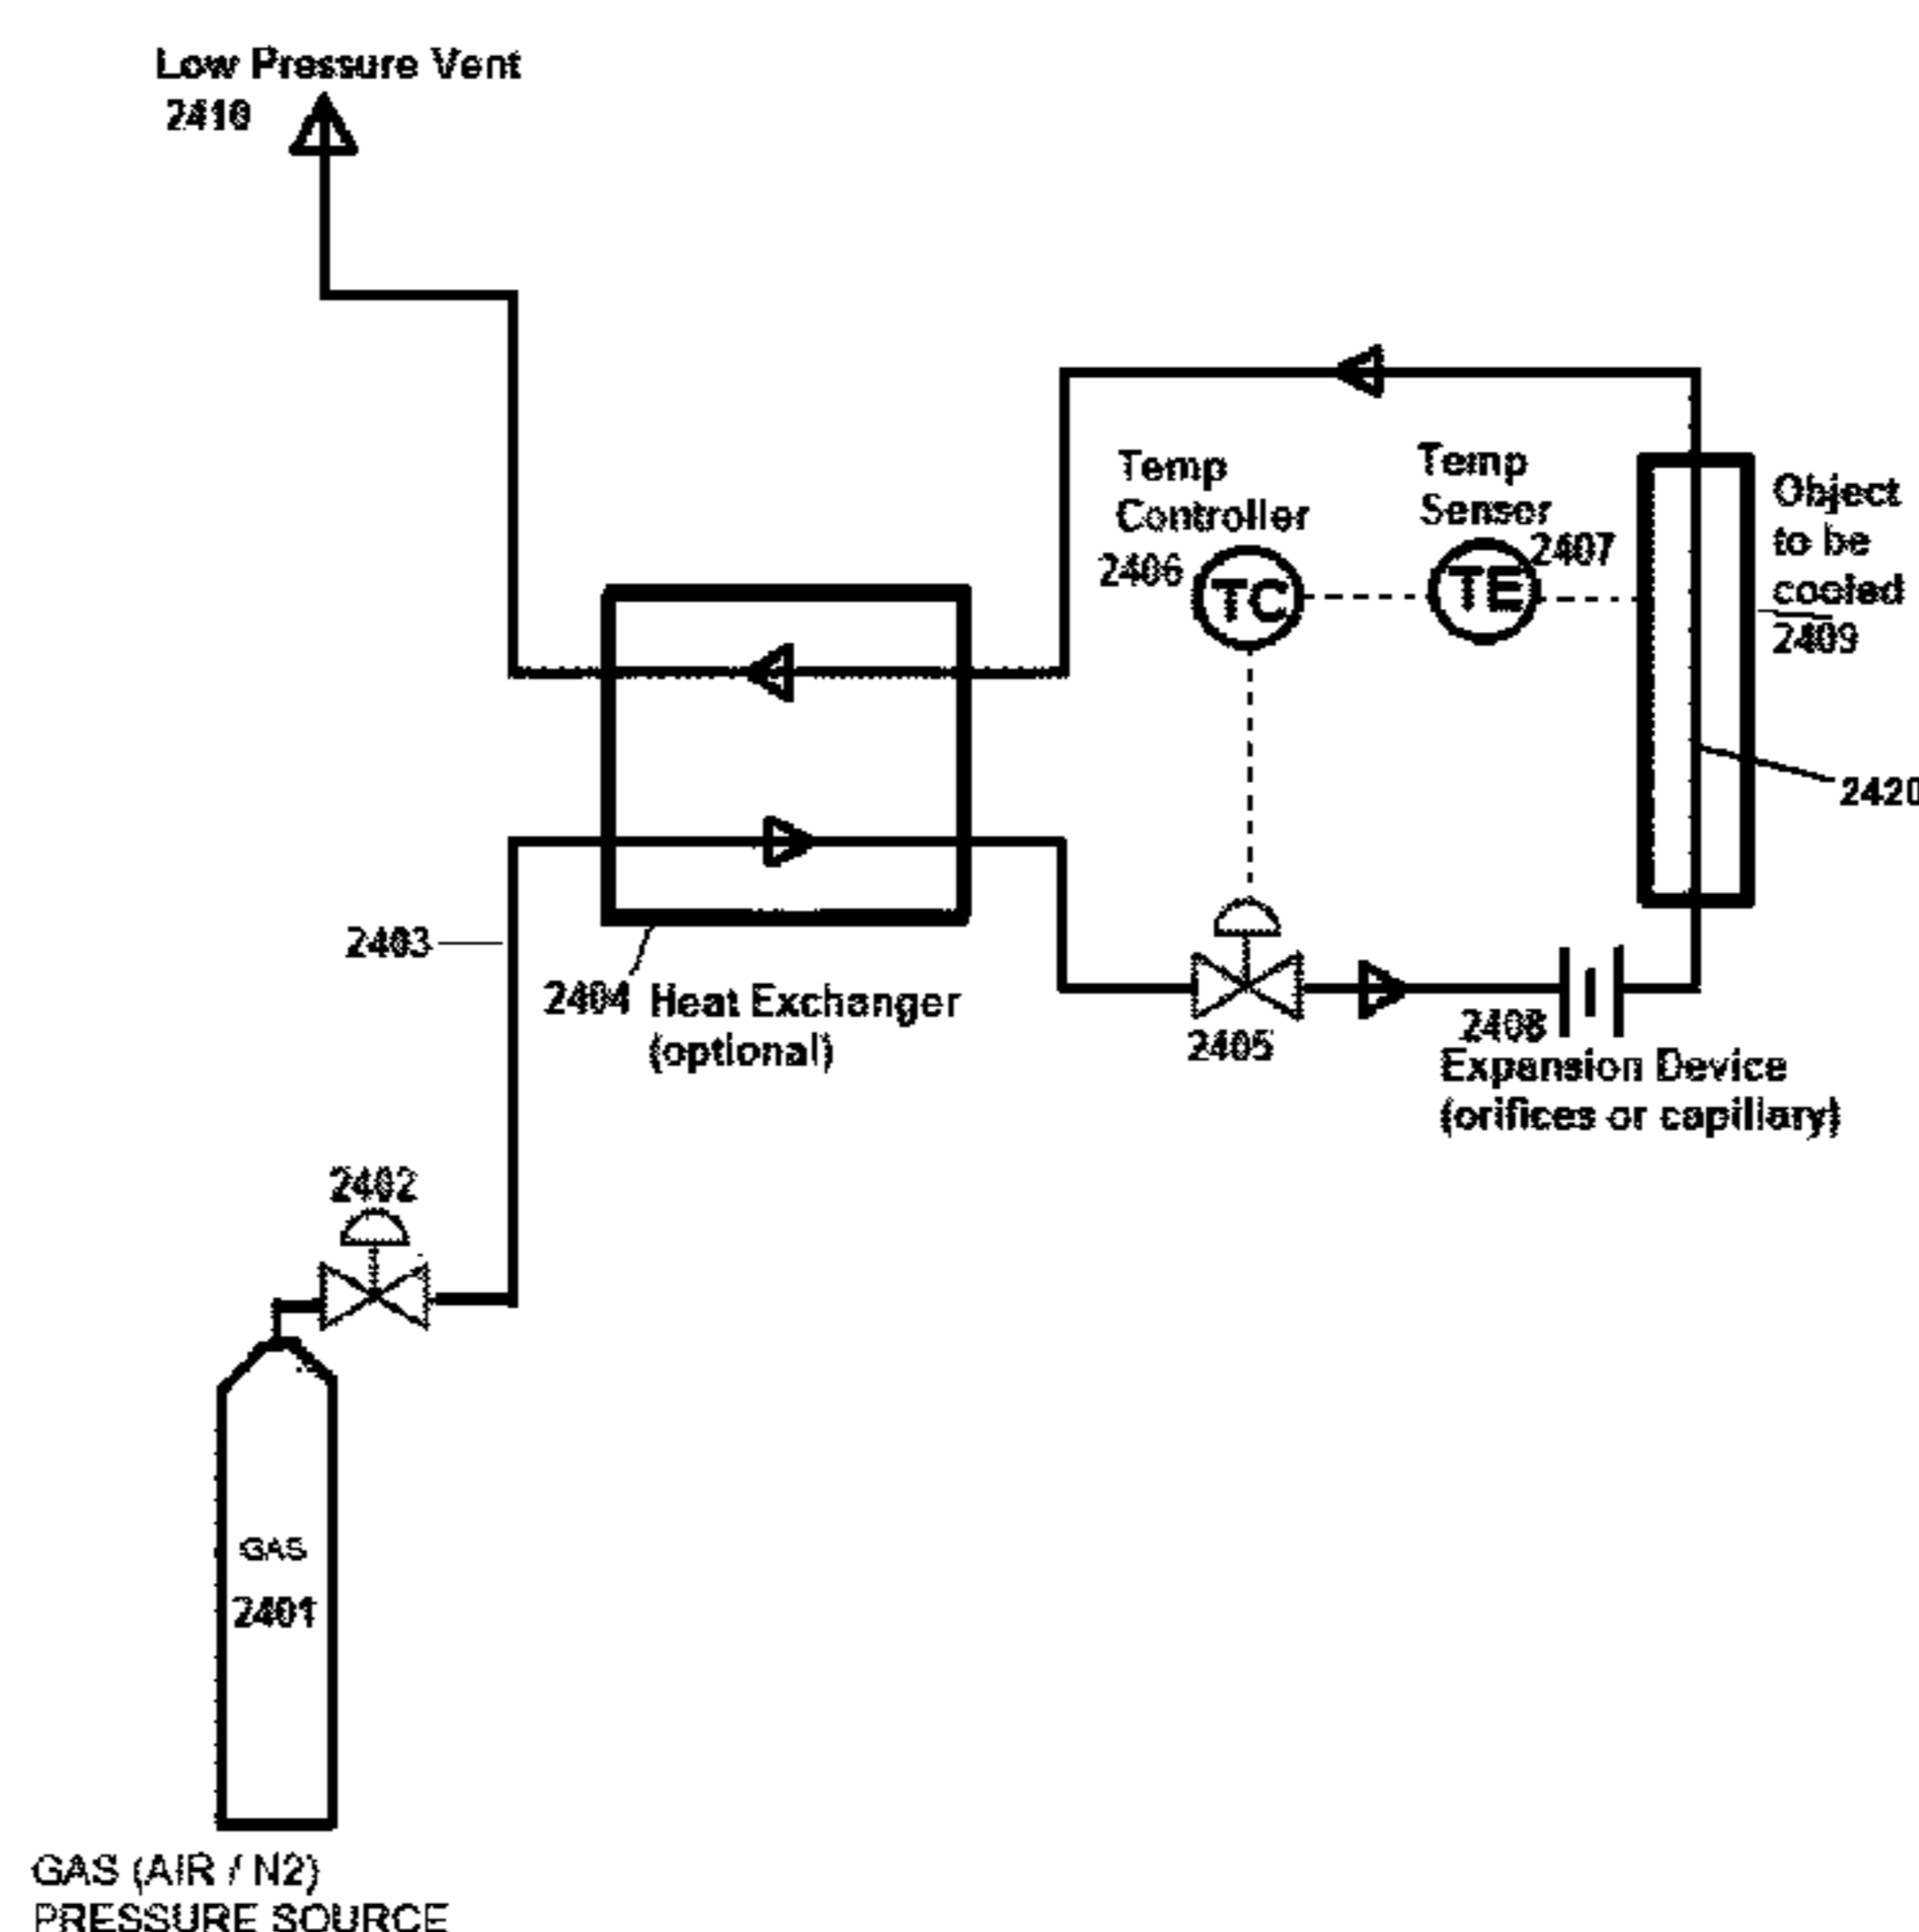 Low Pressure Vent
2410
Temp
Controller
2406
TC
Temp
Sensor
2407
TE
Object
to be
cooled
2409
2420
2403
2404 Heat Exchanger
(optional)
2405
2408
Expansion Device
(orifices or capillary)
2402
GAS
2401
GAS (AIR / N2)
PRESSURE SOURCE